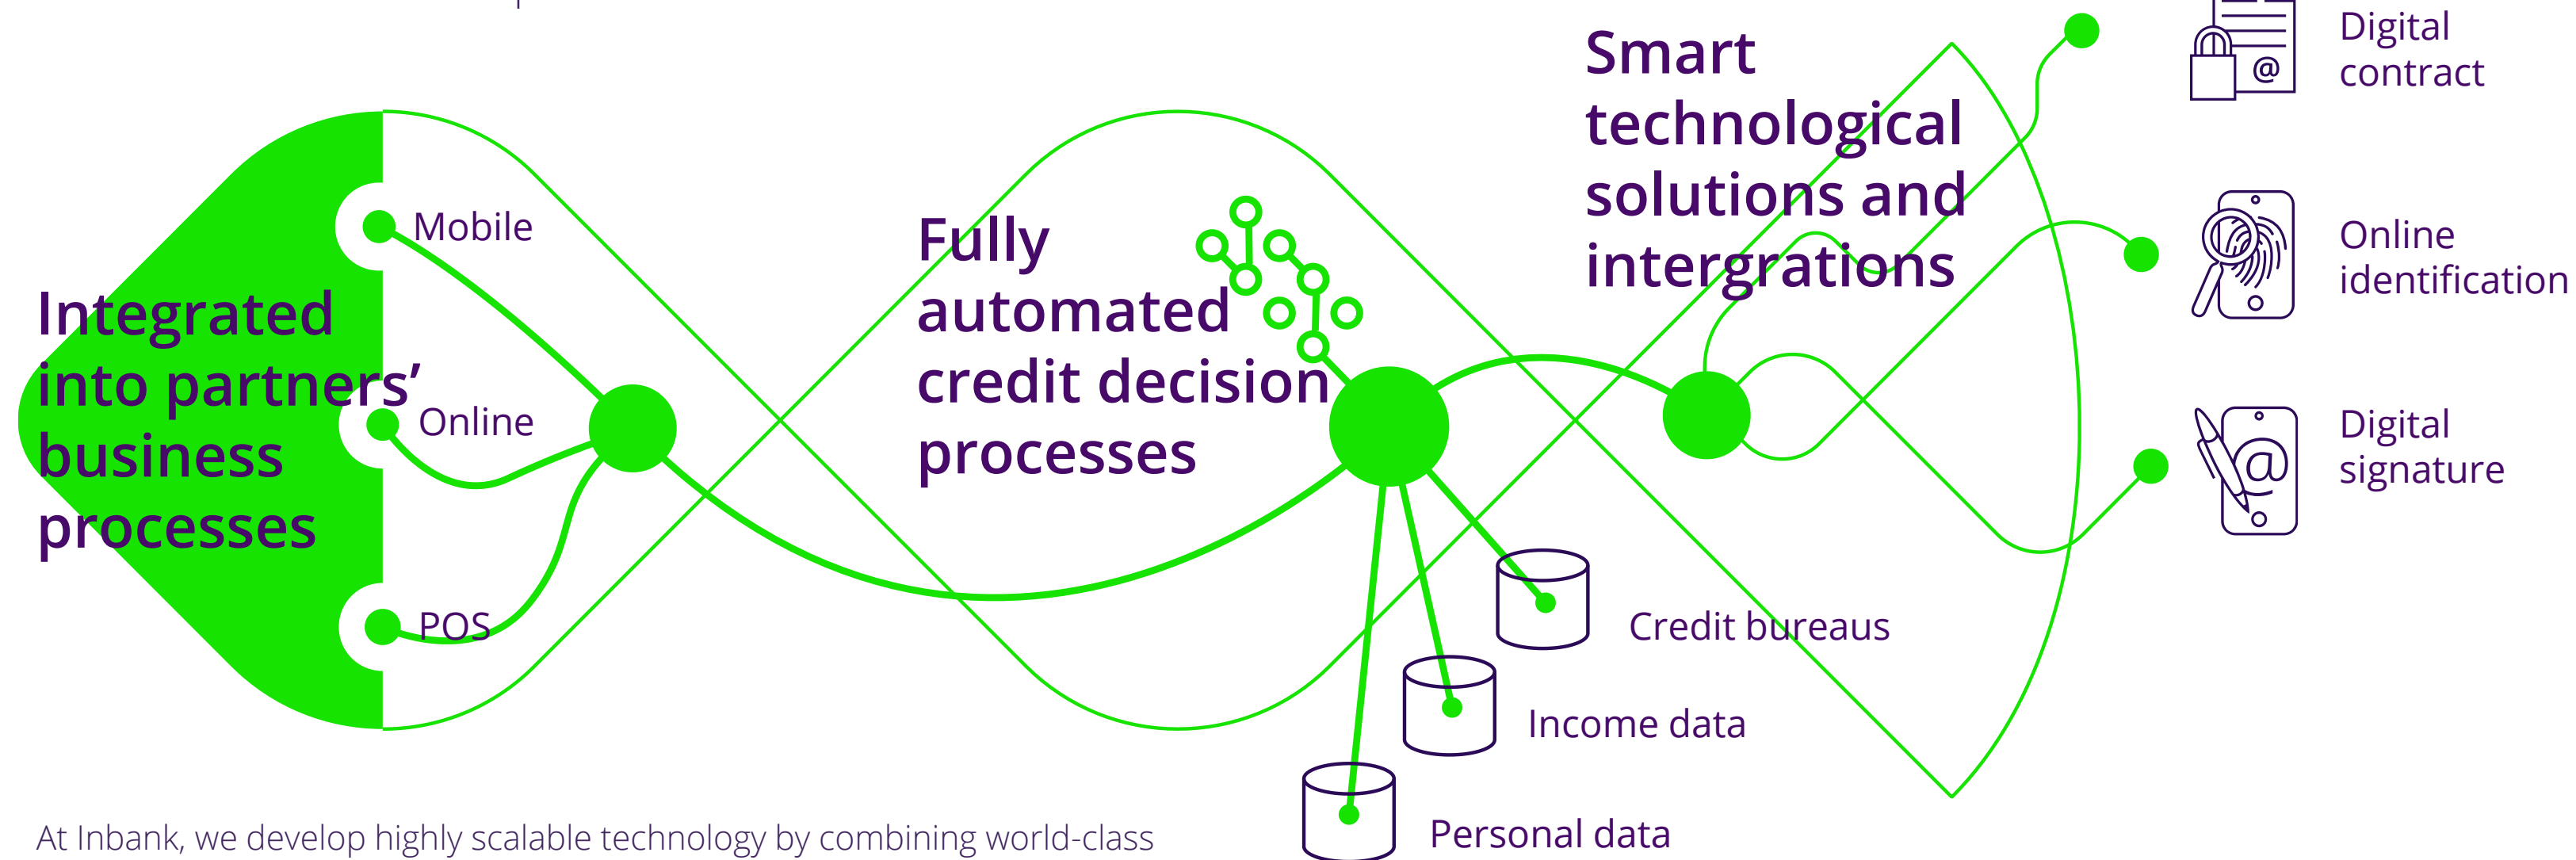 Integrated
into partners’
business
processes
Mobile
Online
POS
Fully
automated
credit decision
processes
Smart
technological
solutions and
intergrations
Digital
contract
@
Online
identification
Digital
signature
@
Credit bureaus
Income data
Personal data
At Inbank, we develop highly scalable technology by combining world-class